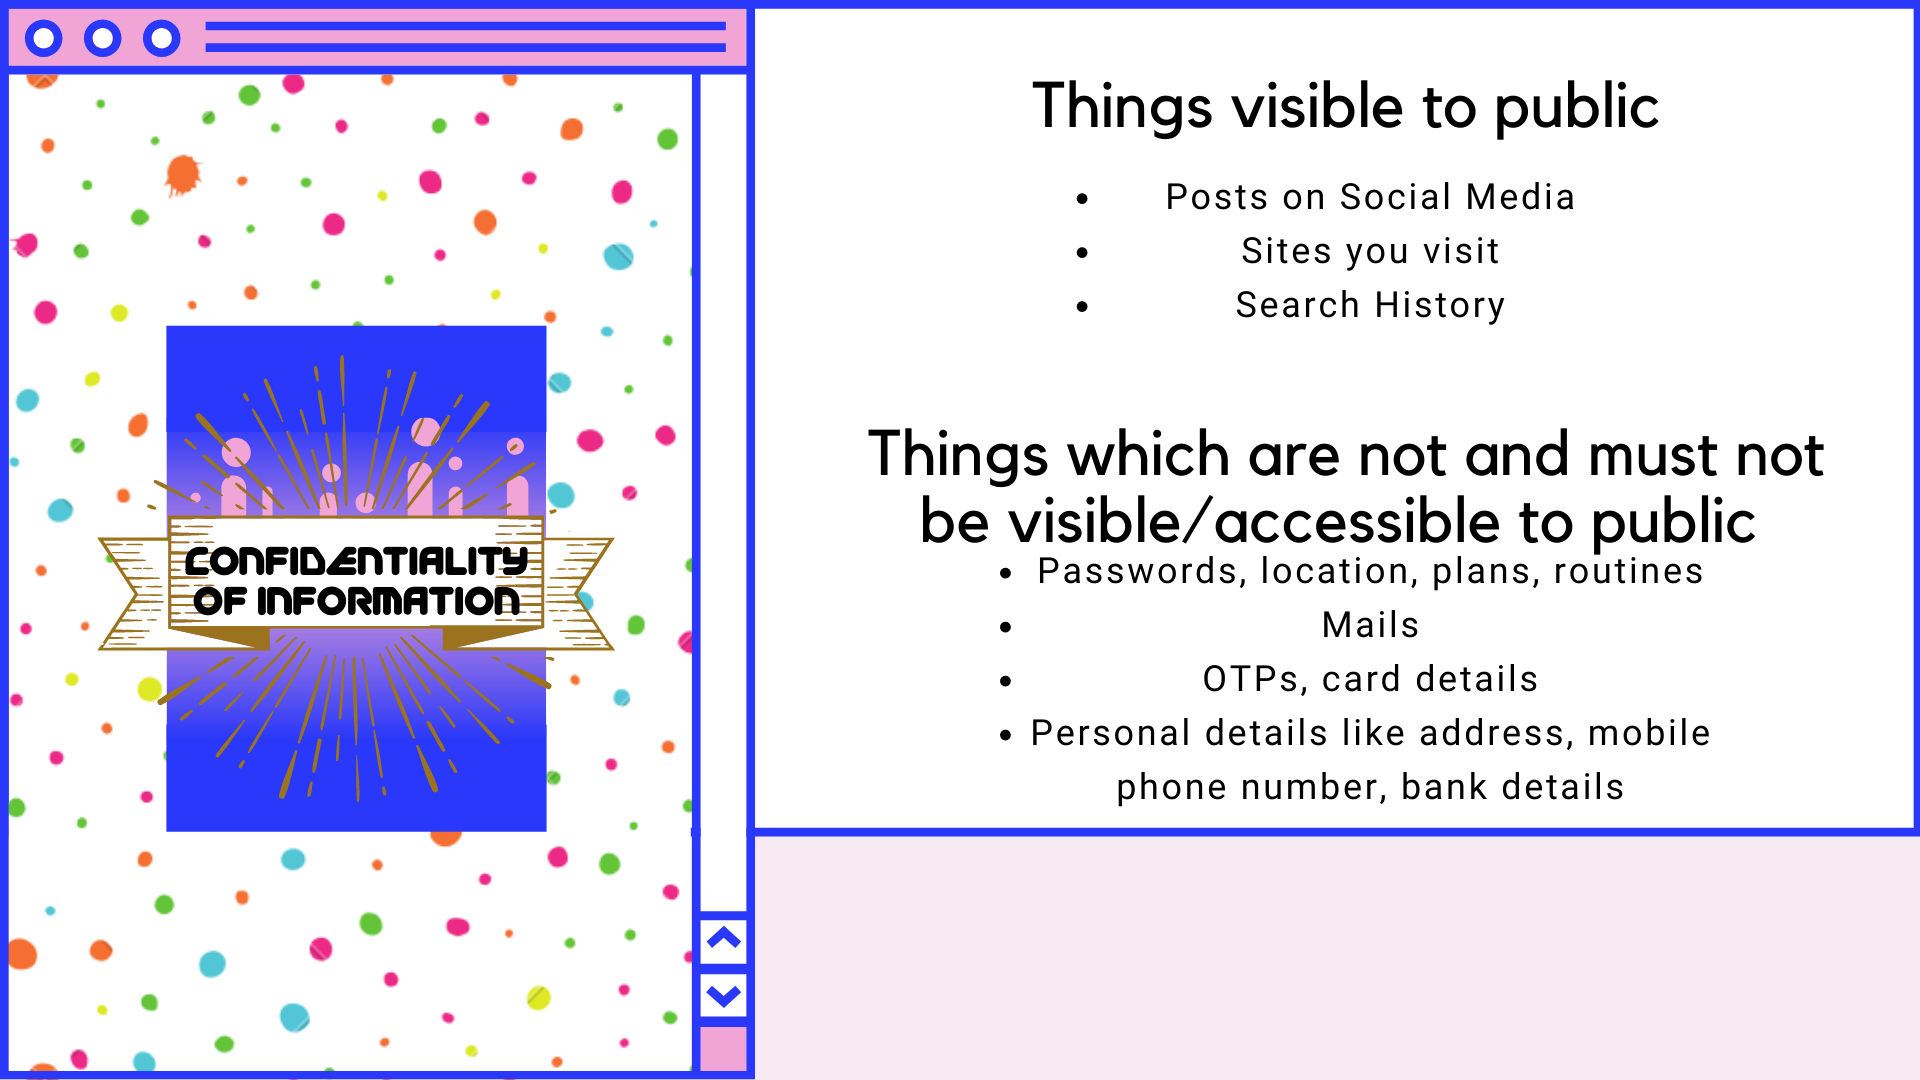 CONFIDENTIALITY
OF INFORMATION
Things visible to public
• Posts on Social Media
• Sites you visit
• Search History
Things which are not and must not
be visible/accessible to public
• Passwords, location, plans, routines
• Mails
• OTPs, card details
• Personal details like address, mobile
phone number, bank details